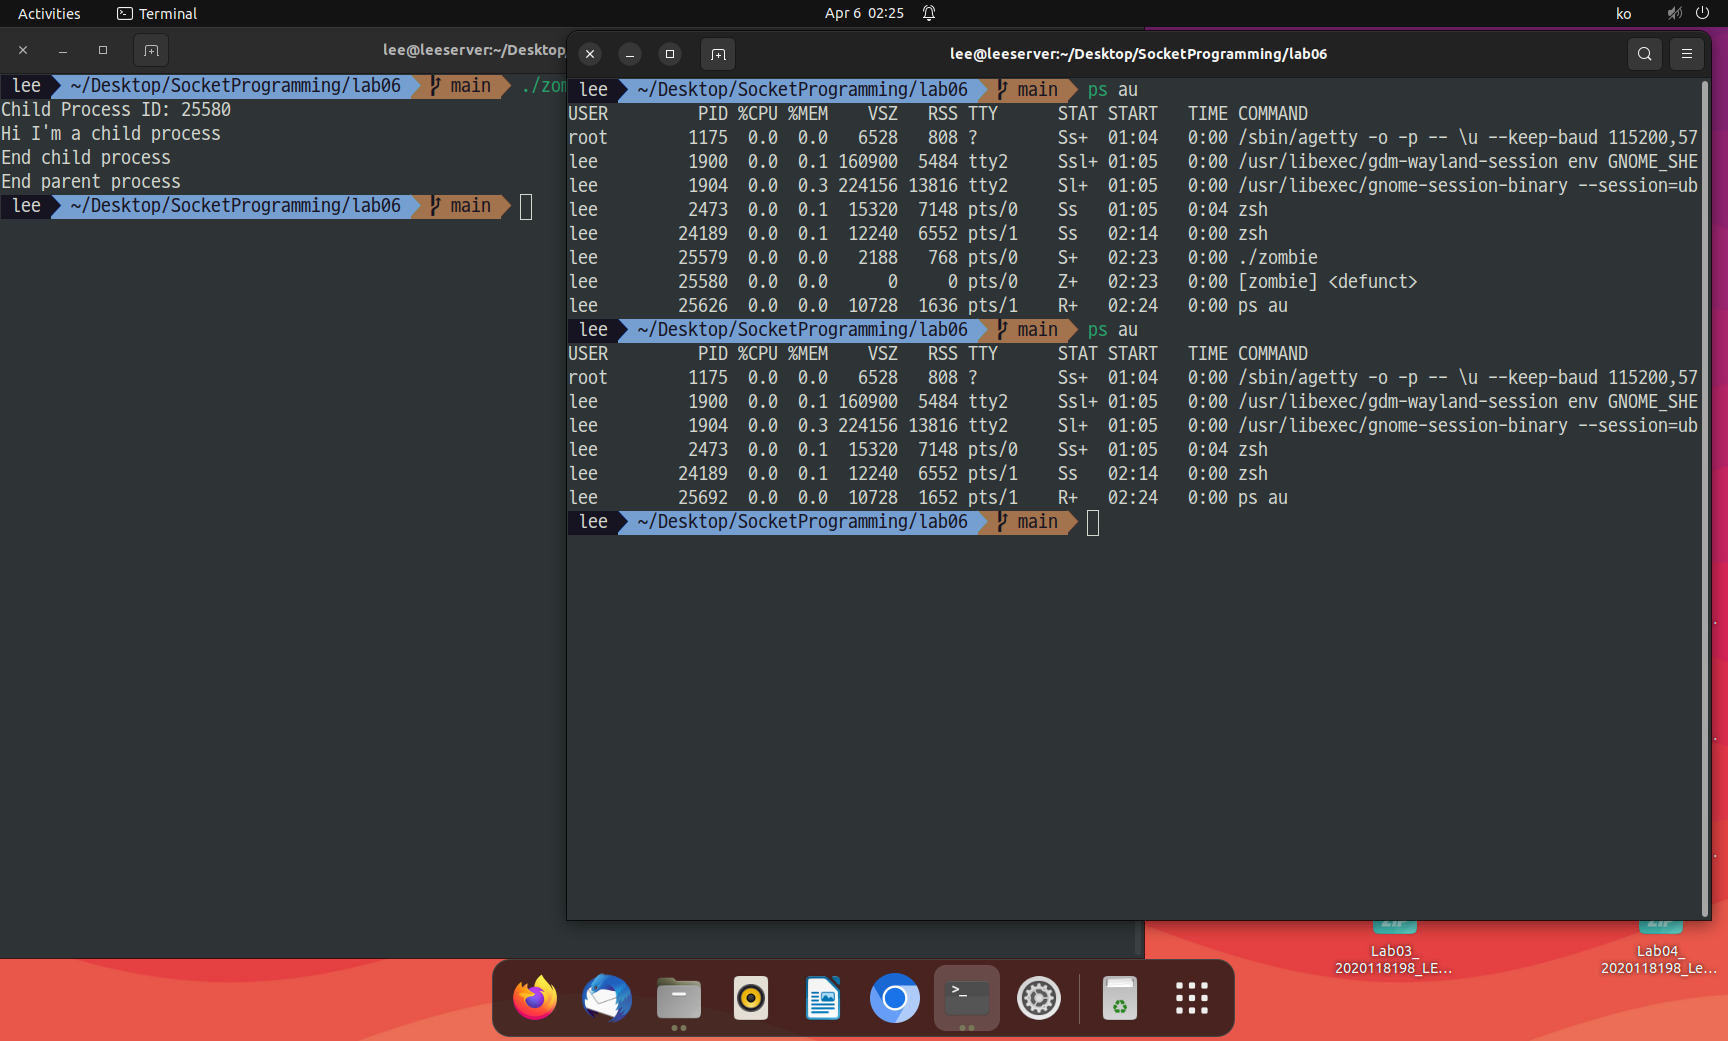 Activities Terminal Apr 6 02:25 ko
lee@leeserver:~/Desktop
lee ~/Desktop/SocketProgramming/lab06 main ./zom
Child Process ID: 25580
Hi I'm a child process
End child process
End parent process
lee ~/Desktop/SocketProgramming/lab06 main
lee@leeserver:~/Desktop/SocketProgramming/lab06
lee ~/Desktop/SocketProgramming/lab06 main ps au
USER PID %CPU %MEM VSZ RSS TTY STAT START TIME COMMAND
root 1175 0.0 0.0 6528 808 ? Ss+ 01:04 0:00 /sbin/agetty -o -p -- \u --keep-baud 115200,57
lee 1900 0.0 0.1 160900 5484 tty2 Ssl+ 01:05 0:00 /usr/libexec/gdm-wayland-session env GNOME_SHE
lee 1904 0.0 0.3 224156 13816 tty2 Sl+ 01:05 0:00 /usr/libexec/gnome-session-binary --session=ub
lee 2473 0.0 0.1 15320 7148 pts/0 Ss 01:05 0:04 zsh
lee 24189 0.0 0.1 12240 6552 pts/1 Ss 02:14 0:00 zsh
lee 25579 0.0 0.0 2188 768 pts/0 S+ 02:23 0:00 ./zombie
lee 25580 0.0 0.0 0 0 pts/0 Z+ 02:23 0:00 [zombie] <defunct>
lee 25626 0.0 0.0 10728 1636 pts/1 R+ 02:24 0:00 ps au
lee ~/Desktop/SocketProgramming/lab06 main ps au
USER PID %CPU %MEM VSZ RSS TTY STAT START TIME COMMAND
root 1175 0.0 0.0 6528 808 ? Ss+ 01:04 0:00 /sbin/agetty -o -p -- \u --keep-baud 115200,57
lee 1900 0.0 0.1 160900 5484 tty2 Ssl+ 01:05 0:00 /usr/libexec/gdm-wayland-session env GNOME_SHE
lee 1904 0.0 0.3 224156 13816 tty2 Sl+ 01:05 0:00 /usr/libexec/gnome-session-binary --session=ub
lee 2473 0.0 0.1 15320 7148 pts/0 Ss+ 01:05 0:04 zsh
lee 24189 0.0 0.1 12240 6552 pts/1 Ss 02:14 0:00 zsh
lee 25692 0.0 0.0 10728 1652 pts/1 R+ 02:24 0:00 ps au
lee ~/Desktop/SocketProgramming/lab06 main
Lab03_
2020118198_LE...
Lab04_
2020118198_Le...
>_